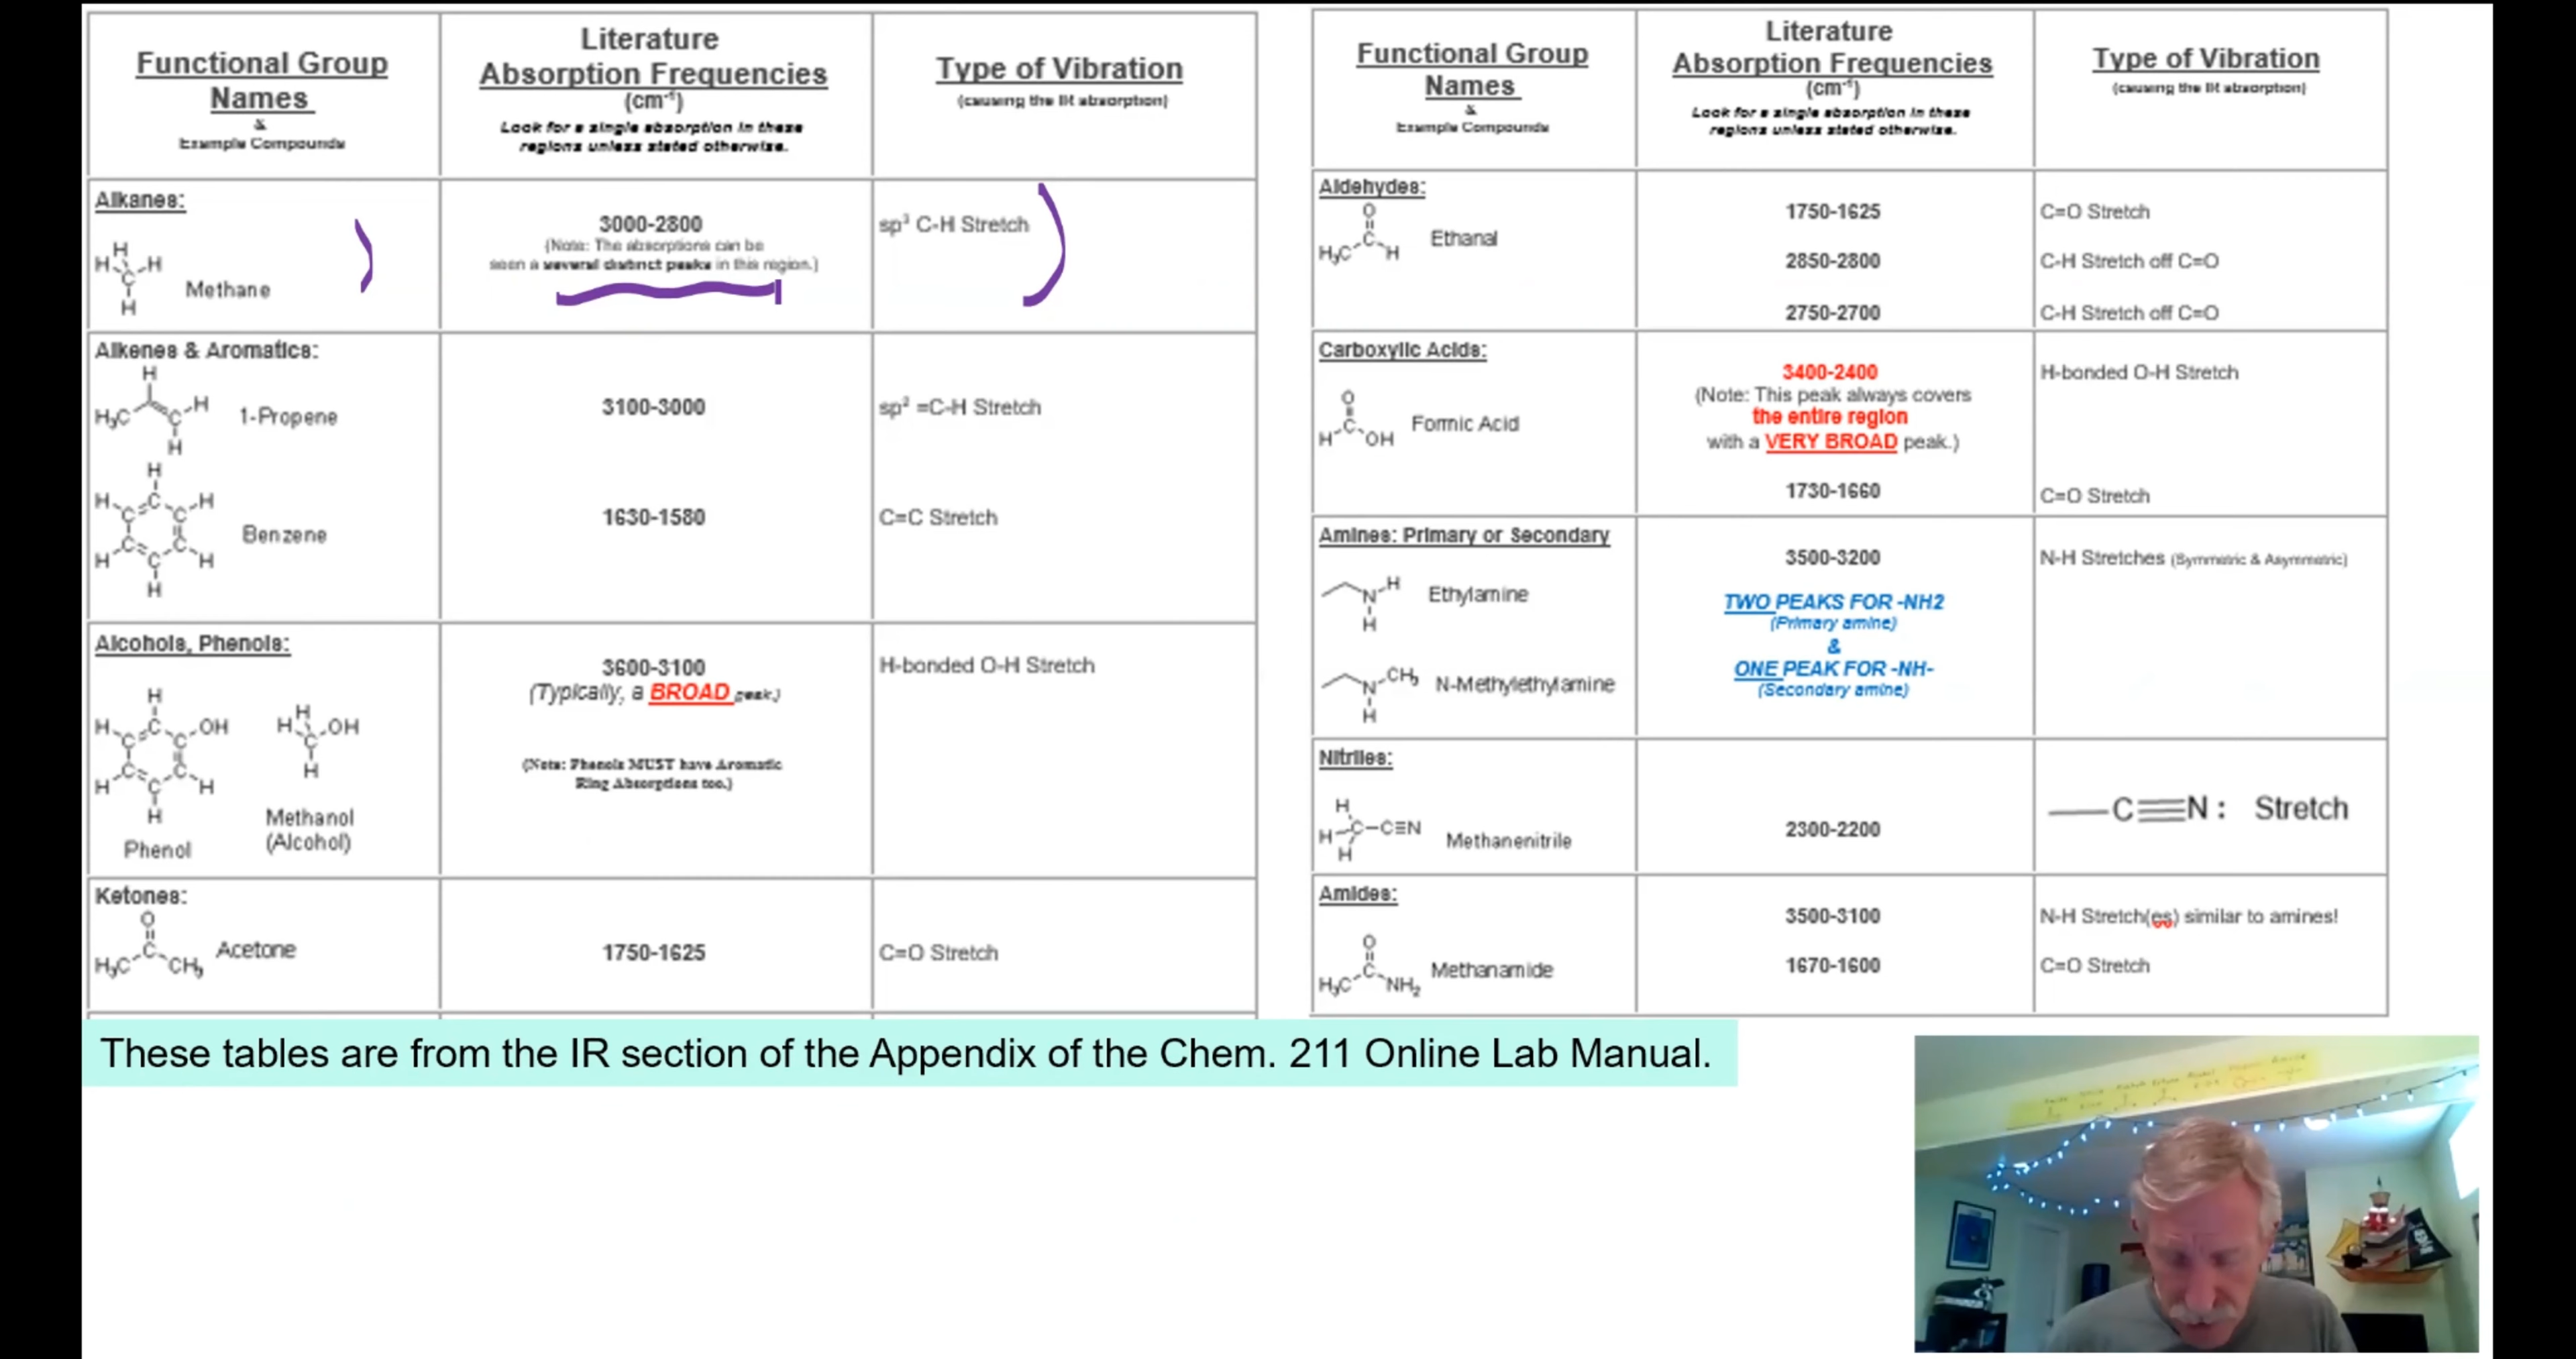 Functional Group
Names
&
Example Compounds
Literature
Absorption Frequencies
(cm⁻¹)
Look for a single absorption in these
regions unless stated otherwise.
Type of Vibration
(causing the IR absorption)
Alkanes:
H
H C H
H
Methane
3000-2800
(Note: The absorptions can be
seen a several distinct peaks in this region.)
sp³ C-H Stretch
Alkenes & Aromatics:
H
H₃C C H
H
1-Propene
3100-3000
sp² =C-H Stretch
H
H C H
C C
C C
H C H
H
Benzene
1630-1580
C=C Stretch
Alcohols, Phenols:
H
H C OH
C C
C C
H C H
H
Phenol
H
H C OH
H
Methanol
(Alcohol)
3600-3100
(Typically, a BROAD peak.)
(Note: Phenols MUST have Aromatic
Ring Absorptions too.)
H-bonded O-H Stretch
Ketones:
O
H₃C C CH₃
Acetone
1750-1625
C=O Stretch
Functional Group
Names
&
Example Compounds
Literature
Absorption Frequencies
(cm⁻¹)
Look for a single absorption in these
regions unless stated otherwise.
Type of Vibration
(causing the IR absorption)
Aldehydes:
O
H₃C C H
Ethanal
1750-1625
C=O Stretch
2850-2800
C-H Stretch off C=O
2750-2700
C-H Stretch off C=O
Carboxylic Acids:
O
H C OH
Formic Acid
3400-2400
(Note: This peak always covers
the entire region
with a VERY BROAD peak.)
H-bonded O-H Stretch
1730-1660
C=O Stretch
Amines: Primary or Secondary
N H
H
Ethylamine
N CH₃
H
N-Methylethylamine
3500-3200
TWO PEAKS FOR -NH2
(Primary amine)
&
ONE PEAK FOR -NH-
(Secondary amine)
N-H Stretches (Symmetric & Asymmetric)
Nitriles:
H
H C-C≡N
H
Methanenitrile
2300-2200
—C≡N: Stretch
Amides:
O
H₃C C NH₂
Methanamide
3500-3100
N-H Stretch(es) similar to amines!
1670-1600
C=O Stretch
These tables are from the IR section of the Appendix of the Chem. 211 Online Lab Manual.